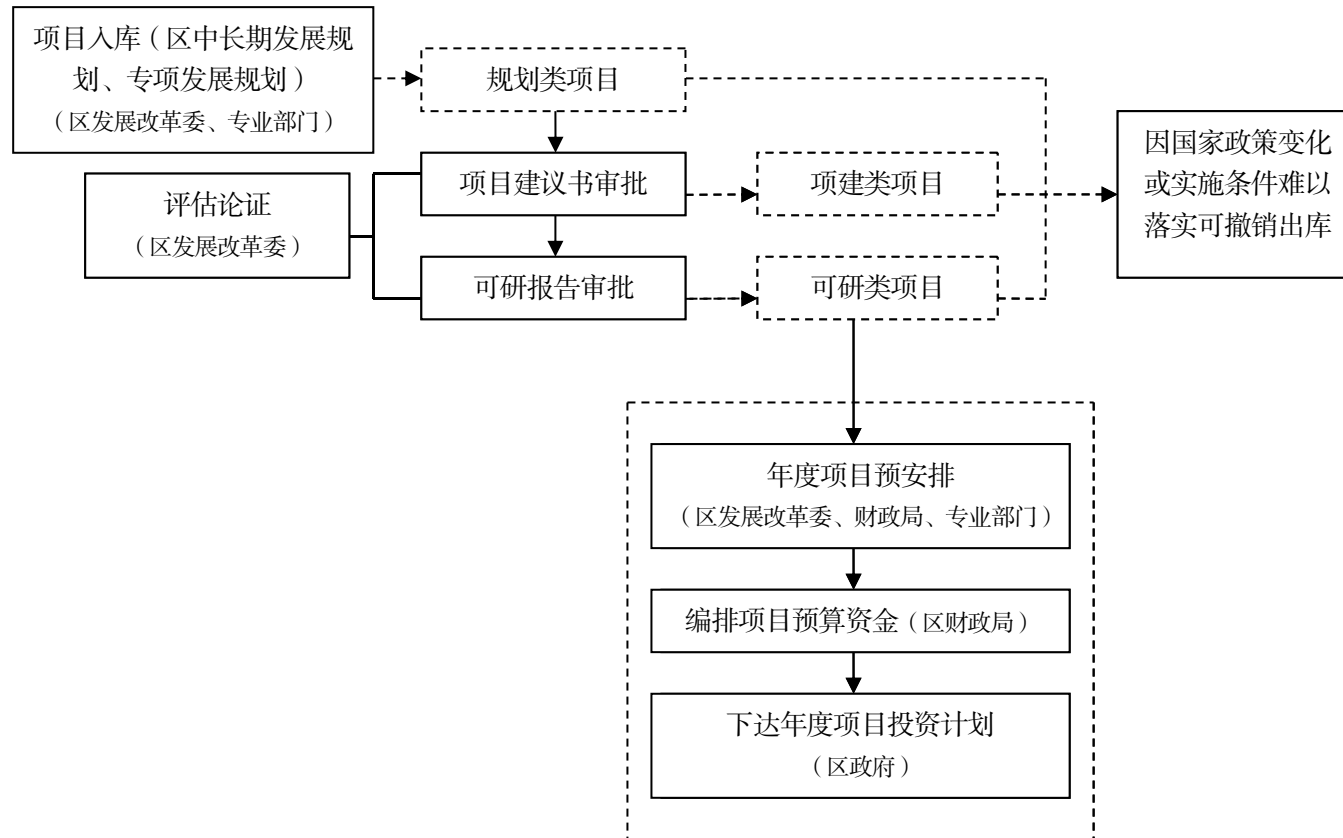 项目入库（区中长期发展规
划、专项发展规划）
（区发展改革委、专业部门）
规划类项目
因国家政策变化
或实施条件难以
落实可撤销出库
项目建议书审批
项建类项目
评估论证
（区发展改革委）
可研报告审批
可研类项目
年度项目预安排
（区发展改革委、财政局、专业部门）
编排项目预算资金（区财政局）
下达年度项目投资计划
（区政府）